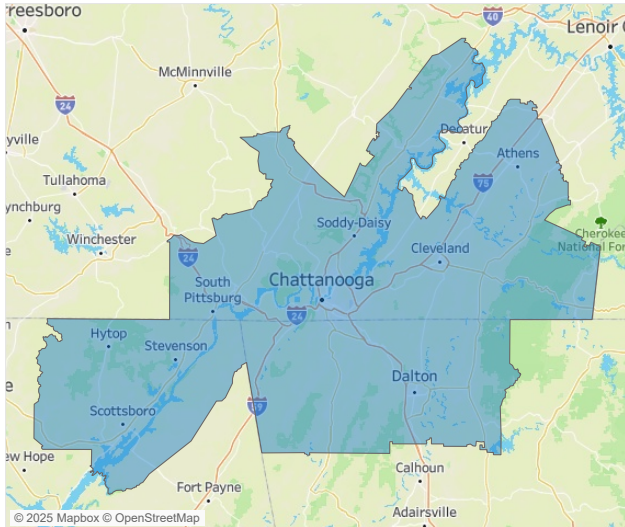 reesboro
40
Lenoir C
McMinnville
24
Decatur
yville
Athens
Tullahoma
75
ynchburg
Soddy-Daisy
Cherokee
National For
Winchester
Cleveland
24
South
Pittsburg
Chattanooga
24
Hytop
Stevenson
Dalton
59
Scottsboro
ew Hope
Calhoun
Fort Payne
Adairsville
© 2025 Mapbox © OpenStreetMap